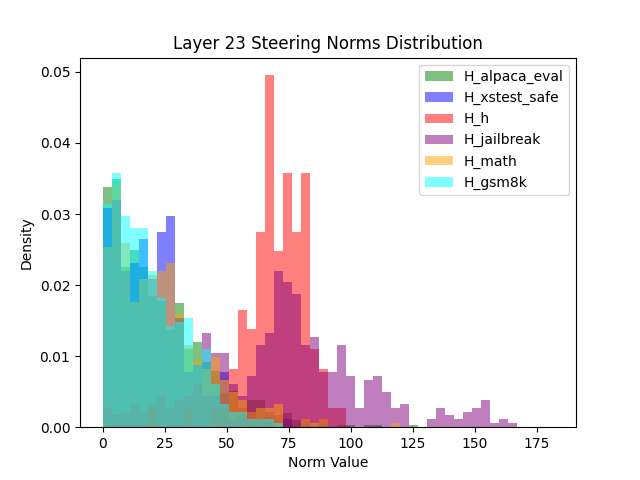 Layer 23 Steering Norms Distribution
0.05
0.04
0.03
0.02
0.01
0.00
Density
H_alpaca_eval
H_xstest_safe
H_h
H_jailbreak
H_math
H_gsm8k
0 25 50 75 100 125 150 175
Norm Value